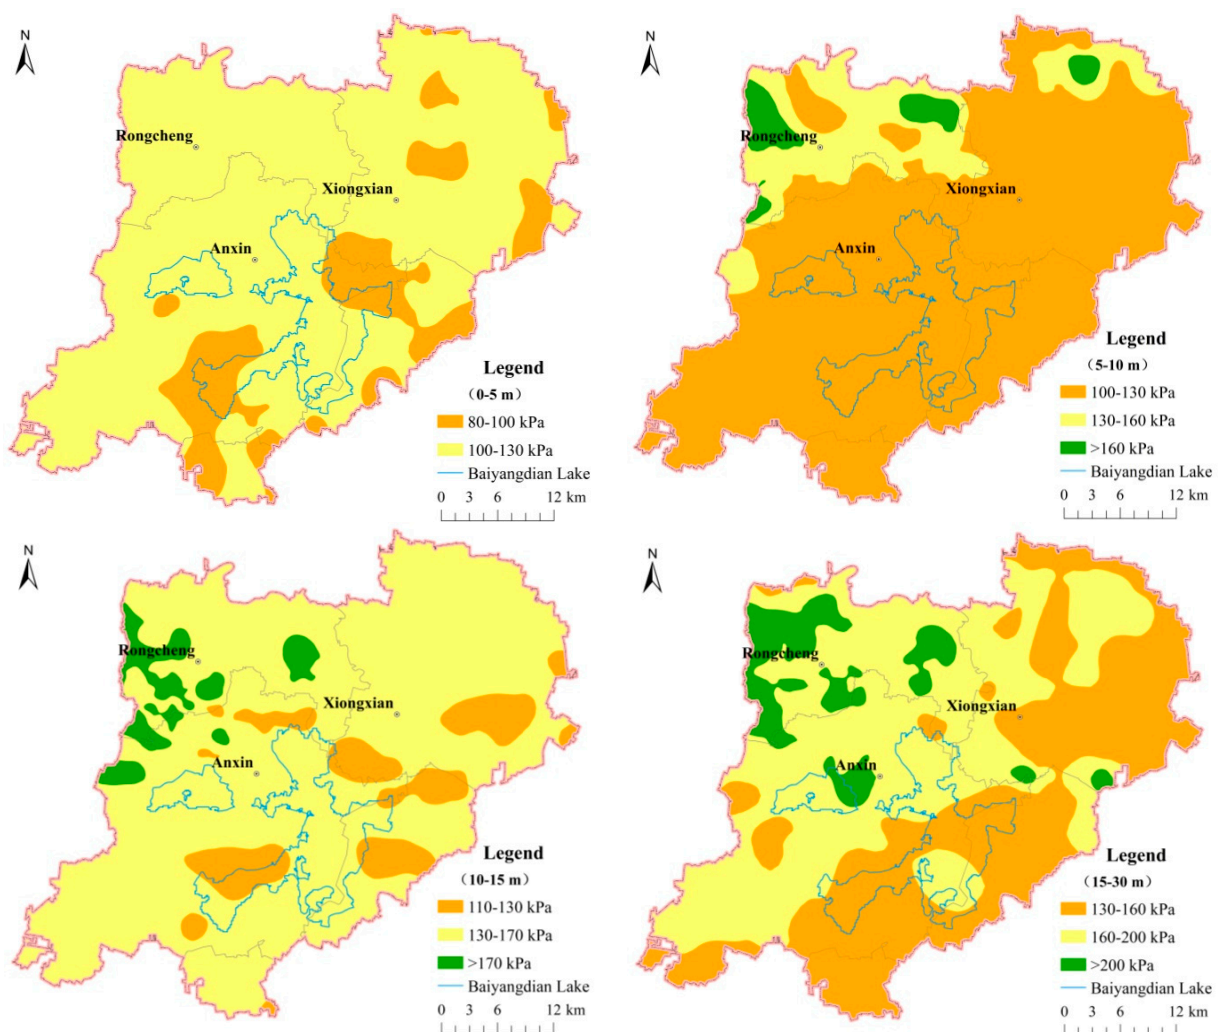 N
Rongcheng
Xiongxian
Anxin
Legend
(0-5 m)
80-100 kPa
100-130 kPa
Baiyangdian Lake
0 3 6 12 km
N
Rongcheng
Xiongxian
Anxin
Legend
(5-10 m)
100-130 kPa
130-160 kPa
>160 kPa
Baiyangdian Lake
0 3 6 12 km
N
Rongcheng
Xiongxian
Anxin
Legend
(10-15 m)
110-130 kPa
130-170 kPa
>170 kPa
Baiyangdian Lake
0 3 6 12 km
N
Rongcheng
Xiongxian
Anxin
Legend
(15-30 m)
130-160 kPa
160-200 kPa
>200 kPa
Baiyangdian Lake
0 3 6 12 km